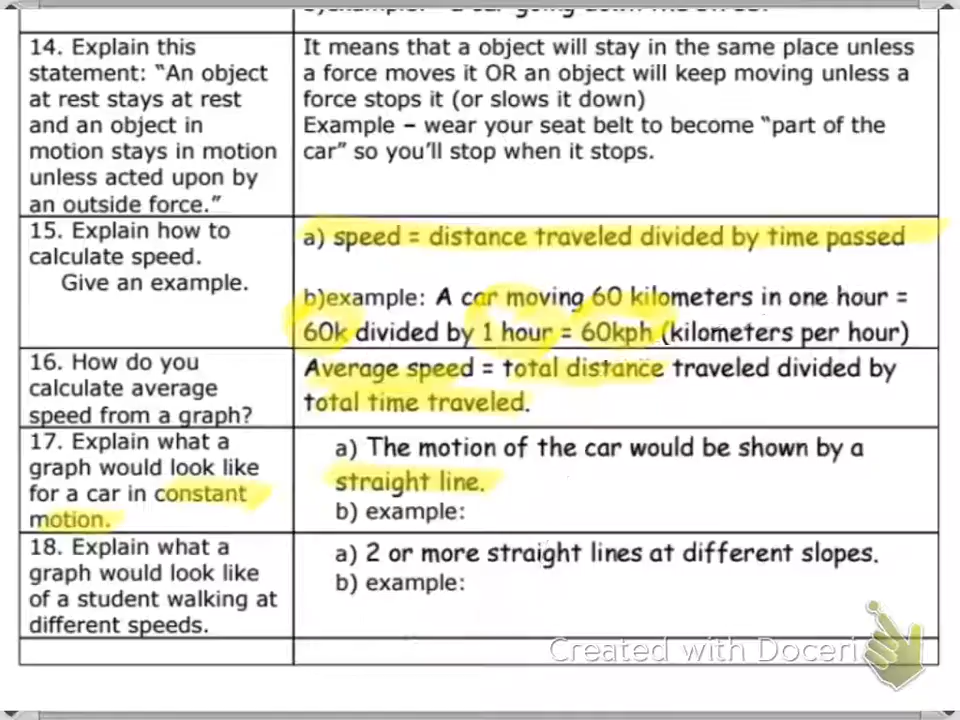 14. Explain this
statement: "An object
at rest stays at rest
and an object in
motion stays in motion
unless acted upon by
an outside force."
It means that a object will stay in the same place unless
a force moves it OR an object will keep moving unless a
force stops it (or slows it down)
Example – wear your seat belt to become "part of the
car" so you'll stop when it stops.
15. Explain how to
calculate speed.
Give an example.
a) speed = distance traveled divided by time passed
b)example: A car moving 60 kilometers in one hour =
60k divided by 1 hour = 60kph (kilometers per hour)
16. How do you
calculate average
speed from a graph?
Average speed = total distance traveled divided by
total time traveled.
17. Explain what a
graph would look like
for a car in constant
motion.
a) The motion of the car would be shown by a
straight line.
b) example:
18. Explain what a
graph would look like
of a student walking at
different speeds.
a) 2 or more straight lines at different slopes.
b) example:
Created with Doceri